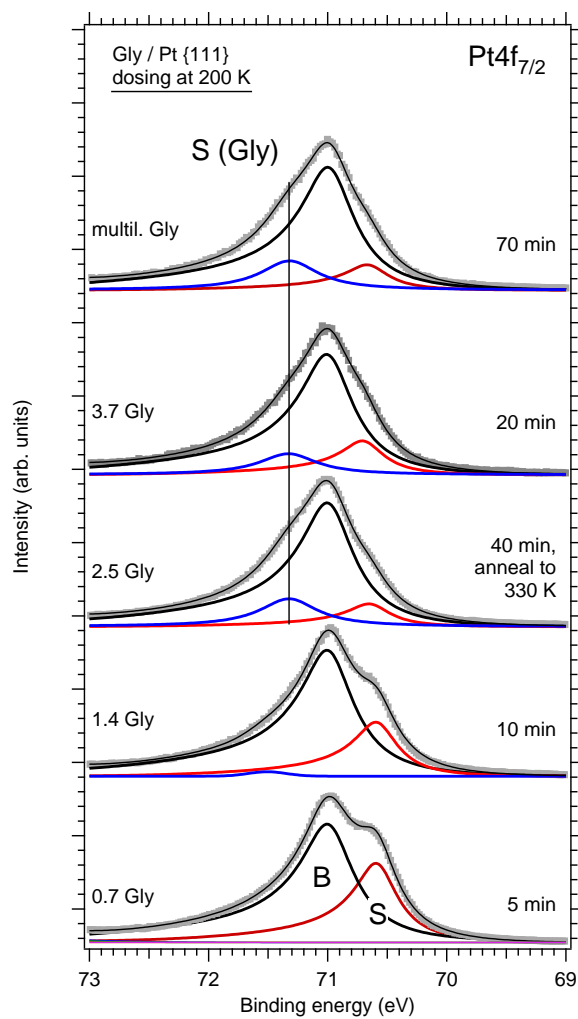 Gly / Pt {111}
dosing at 200 K
Pt4f7/2
S (Gly)
multil. Gly
70 min
3.7 Gly
20 min
2.5 Gly
40 min,
anneal to
330 K
1.4 Gly
10 min
0.7 Gly
B
S
5 min
Intensity (arb. units)
73 72 71 70 69
Binding energy (eV)